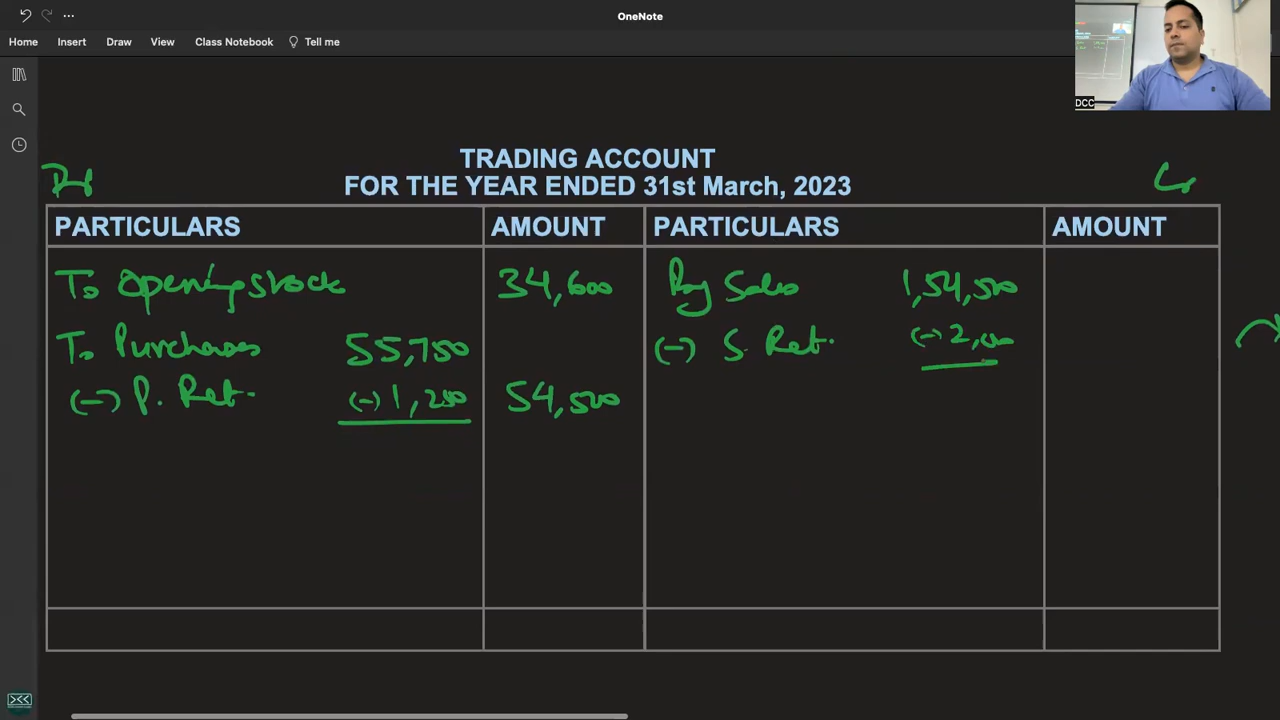 OneNote
Home Insert Draw View Class Notebook Tell me
DCC
TRADING ACCOUNT
FOR THE YEAR ENDED 31st March, 2023
Dr Cr
PARTICULARS AMOUNT PARTICULARS AMOUNT
To Opening stock 34,600 By Sales 1,54,500
To Purchases 55,750 (-) S. Ret. (-) 2,000
(-) P. Ret. (-) 1,250 54,500
DCC